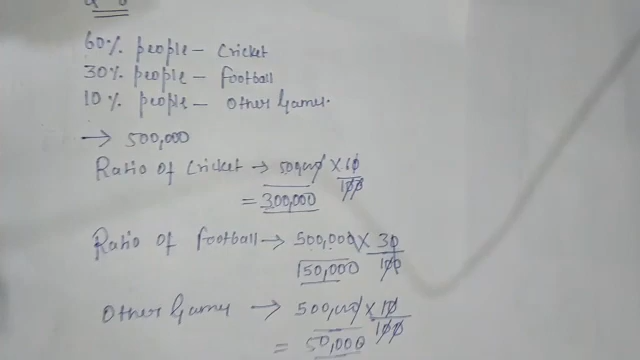 60% people - Cricket
30% people - football
10% people - Other Games.
→ 500,000
Ratio of Cricket → 500,000 × 60/100
= 300,000
Ratio of football → 500,000 × 30/100
150,000
Other Games → 500,000 × 10/100
= 50,000